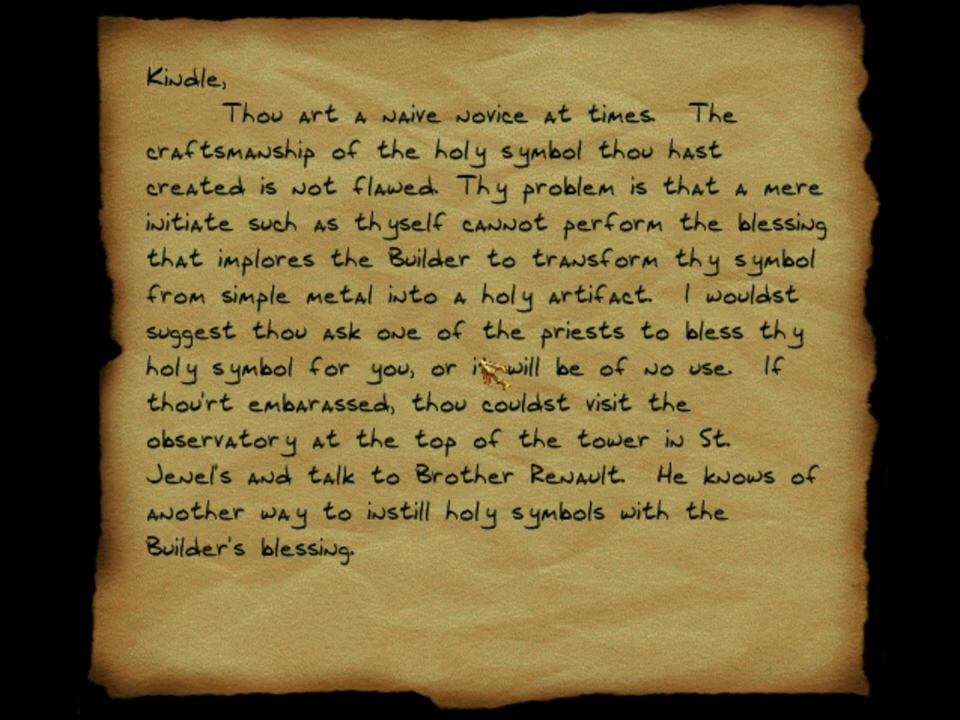 Kindle,
Thou art a naive novice at times. The
craftsmanship of the holy symbol thou hast
created is not flawed. Thy problem is that a mere
initiate such as thyself cannot perform the blessing
that implores the Builder to transform thy symbol
from simple metal into a holy artifact. I wouldst
suggest thou ask one of the priests to bless thy
holy symbol for you, or it will be of no use. If
thou'rt embarassed, thou couldst visit the
observatory at the top of the tower in St.
Jenel's and talk to Brother Renault. He knows of
another way to instill holy symbols with the
Builder's blessing.